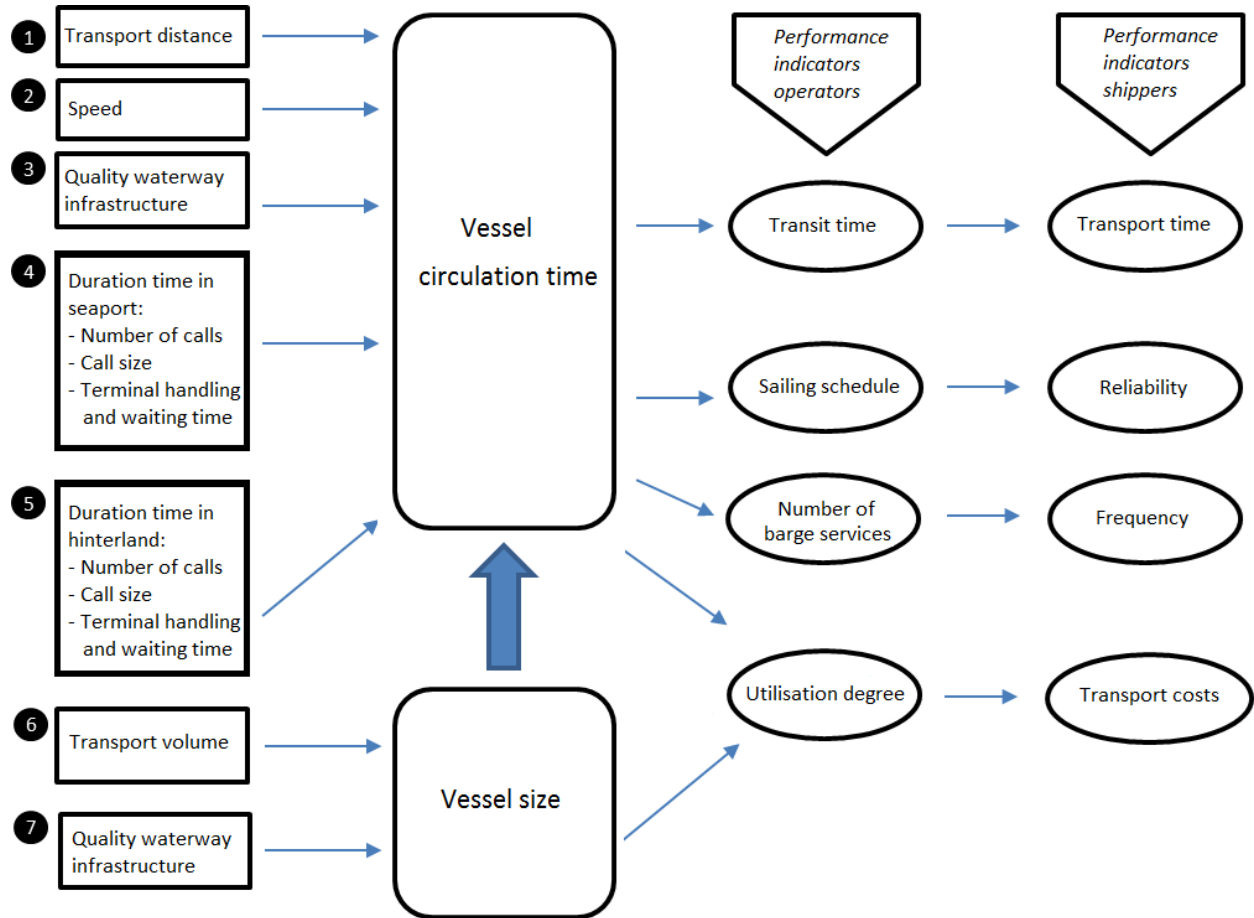 1
Transport distance
2
Speed
3
Quality waterway
infrastructure
4
Duration time in
seaport:
- Number of calls
- Call size
- Terminal handling
and waiting time
5
Duration time in
hinterland:
- Number of calls
- Call size
- Terminal handling
and waiting time
6
Transport volume
7
Quality waterway
infrastructure
Vessel
circulation time
Vessel size
Performance
indicators
operators
Transit time
Sailing schedule
Number of
barge services
Utilisation degree
Performance
indicators
shippers
Transport time
Reliability
Frequency
Transport costs